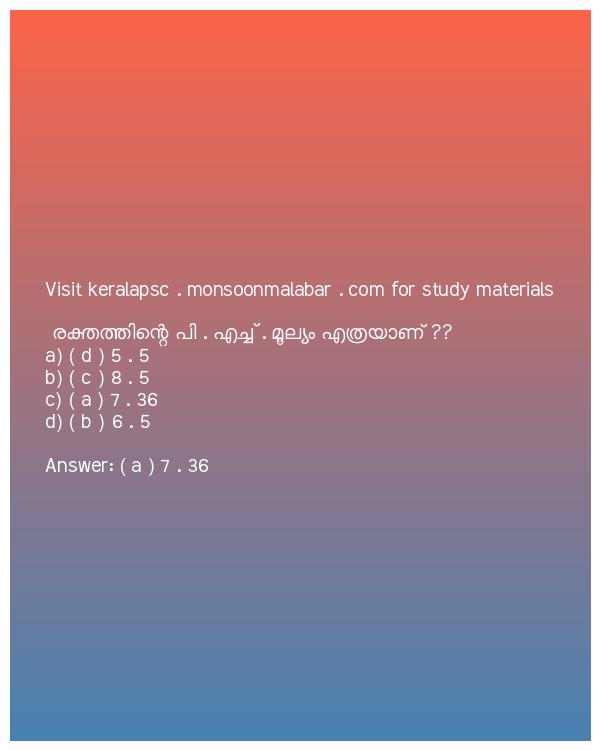 Visit keralapsc . monsoonmalabar . com for study materials
രക്തത്തിന്റെ പി . എച്ച് . മൂല്യം എത്രയാണ് ??
a) ( d ) 5 . 5
b) ( c ) 8 . 5
c) ( a ) 7 . 36
d) ( b ) 6 . 5
Answer: ( a ) 7 . 36